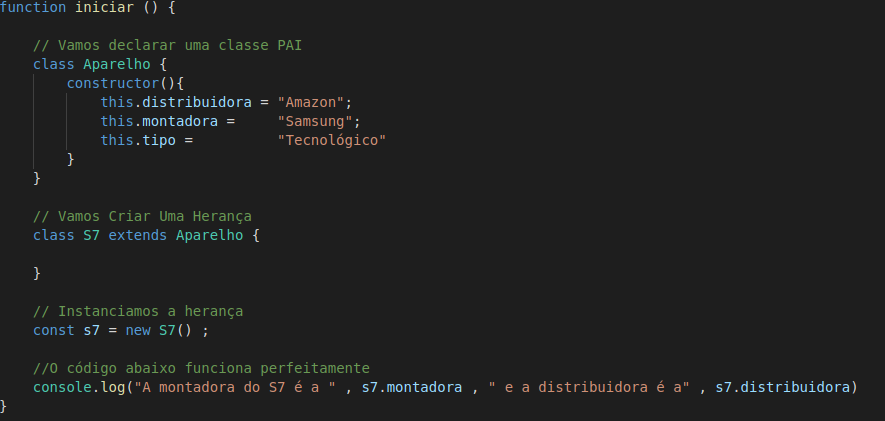 function iniciar () {
// Vamos declarar uma classe PAI
class Aparelho {
constructor(){
this.distribuidora = "Amazon";
this.montadora =     "Samsung";
this.tipo =          "Tecnológico"
}
}
// Vamos Criar Uma Herança
class S7 extends Aparelho {
}
// Instanciamos a herança
const s7 = new S7() ;
//O código abaixo funciona perfeitamente
console.log("A montadora do S7 é a " , s7.montadora , " e a distribuidora é a" , s7.distribuidora)
}